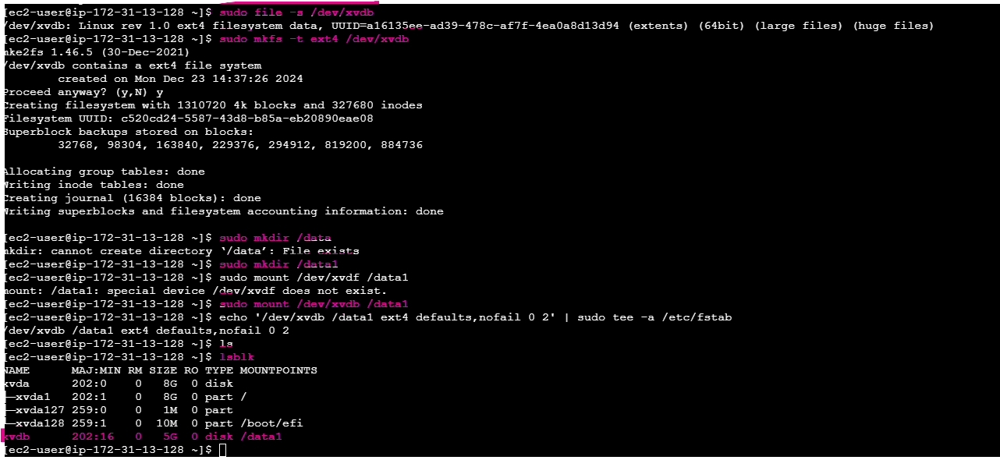 [ec2-user@ip-172-31-13-128 ~]$ sudo file -s /dev/xvdb
/dev/xvdb: Linux rev 1.0 ext4 filesystem data, UUID=a16135ee-ad39-478c-af7f-4ea0a8d13d94 (extents) (64bit) (large files) (huge files)
[ec2-user@ip-172-31-13-128 ~]$ sudo mkfs -t ext4 /dev/xvdb
mke2fs 1.46.5 (30-Dec-2021)
/dev/xvdb contains a ext4 file system
        created on Mon Dec 23 14:37:26 2024
Proceed anyway? (y,N) y
Creating filesystem with 1310720 4k blocks and 327680 inodes
Filesystem UUID: c520cd24-5587-43d8-b85a-eb20890eae08
Superblock backups stored on blocks:
        32768, 98304, 163840, 229376, 294912, 819200, 884736
Allocating group tables: done
Writing inode tables: done
Creating journal (16384 blocks): done
Writing superblocks and filesystem accounting information: done
[ec2-user@ip-172-31-13-128 ~]$ sudo mkdir /data
mkdir: cannot create directory ‘/data’: File exists
[ec2-user@ip-172-31-13-128 ~]$ sudo mkdir /data1
[ec2-user@ip-172-31-13-128 ~]$ sudo mount /dev/xvdf /data1
mount: /data1: special device /dev/xvdf does not exist.
[ec2-user@ip-172-31-13-128 ~]$ sudo mount /dev/xvdb /data1
[ec2-user@ip-172-31-13-128 ~]$ echo '/dev/xvdb /data1 ext4 defaults,nofail 0 2' | sudo tee -a /etc/fstab
/dev/xvdb /data1 ext4 defaults,nofail 0 2
[ec2-user@ip-172-31-13-128 ~]$ ls
[ec2-user@ip-172-31-13-128 ~]$ lsblk
NAME      MAJ:MIN RM SIZE RO TYPE MOUNTPOINTS
xvda      202:0    0   8G  0 disk
├─xvda1   202:1    0   8G  0 part /
├─xvda127 259:0    0   1M  0 part
└─xvda128 259:1    0  10M  0 part /boot/efi
xvdb      202:16   0   5G  0 disk /data1
[ec2-user@ip-172-31-13-128 ~]$